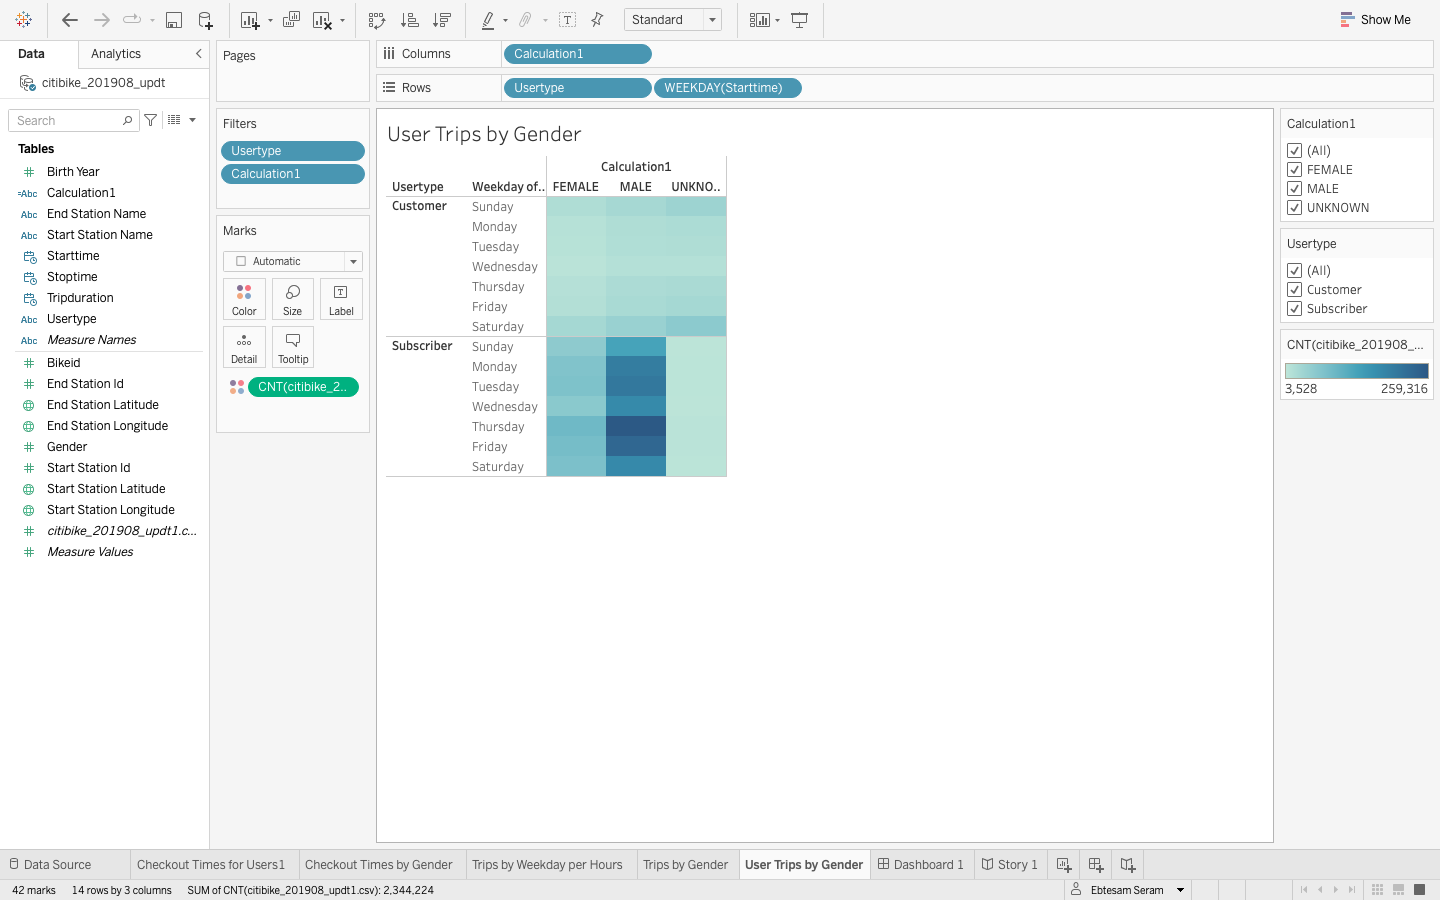 Standard
Show Me
Data
Analytics
citibike_201908_updt
Search
Tables
Birth Year
=Abc Calculation1
Abc End Station Name
Abc Start Station Name
Starttime
Stoptime
Tripduration
Abc Usertype
Abc Measure Names
Bikeid
End Station Id
End Station Latitude
End Station Longitude
Gender
Start Station Id
Start Station Latitude
Start Station Longitude
citibike_201908_updt1.c...
Measure Values
Pages
Filters
Usertype
Calculation1
Marks
Automatic
Color Size Label
Detail Tooltip
CNT(citibike_2..
Columns Calculation1
Rows Usertype WEEKDAY(Starttime)
User Trips by Gender
Calculation1
Usertype Weekday of.. FEMALE MALE UNKNO..
Customer Sunday
Monday
Tuesday
Wednesday
Thursday
Friday
Saturday
Subscriber Sunday
Monday
Tuesday
Wednesday
Thursday
Friday
Saturday
Calculation1
(All)
FEMALE
MALE
UNKNOWN
Usertype
(All)
Customer
Subscriber
CNT(citibike_201908_...
3,528 259,316
Data Source Checkout Times for Users1 Checkout Times by Gender Trips by Weekday per Hours Trips by Gender User Trips by Gender Dashboard 1 Story 1
42 marks 14 rows by 3 columns SUM of CNT(citibike_201908_updt1.csv): 2,344,224 Ebtesam Seram